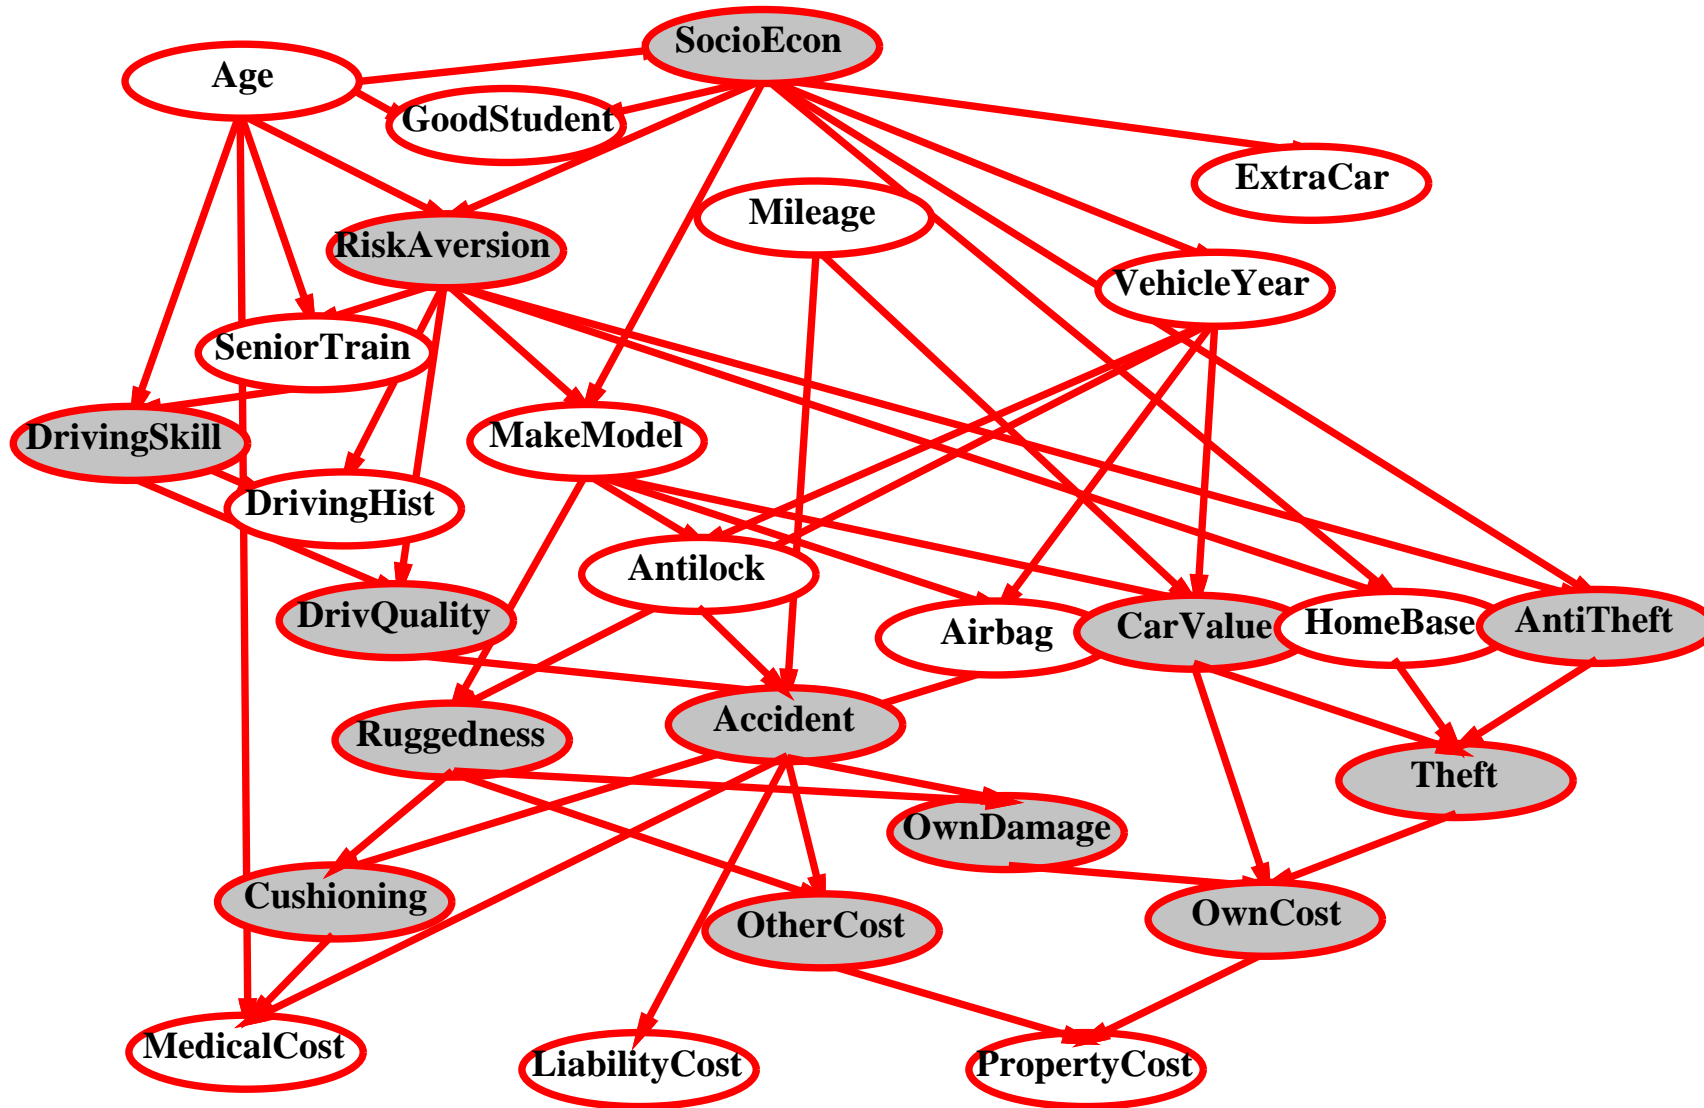 SocioEcon
Age
GoodStudent
ExtraCar
Mileage
RiskAversion
VehicleYear
SeniorTrain
DrivingSkill
MakeModel
DrivingHist
Antilock
DrivQuality
Airbag
CarValue
HomeBase
AntiTheft
Ruggedness
Accident
Theft
OwnDamage
Cushioning
OtherCost
OwnCost
MedicalCost
LiabilityCost
PropertyCost